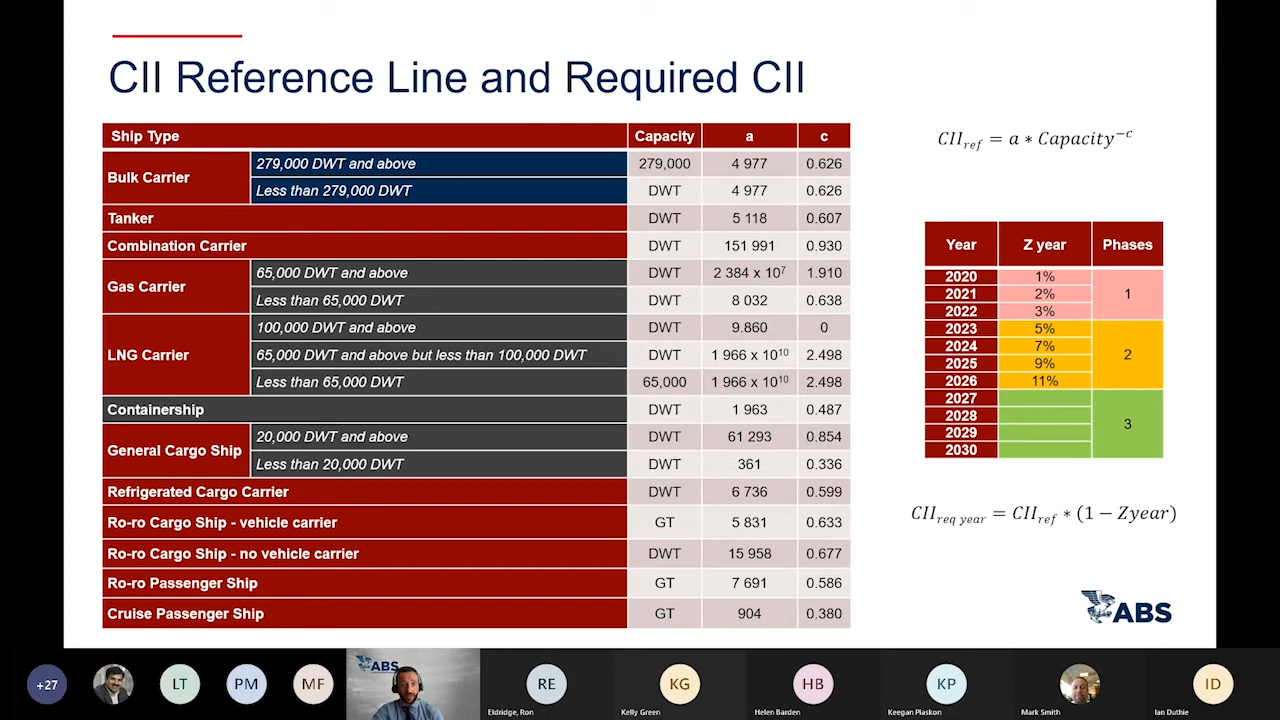 CII Reference Line and Required CII
Ship Type Capacity a c
Bulk Carrier
279,000 DWT and above 279,000 4 977 0.626
Less than 279,000 DWT DWT 4 977 0.626
Tanker DWT 5 118 0.607
Combination Carrier DWT 151 991 0.930
Gas Carrier
65,000 DWT and above DWT 2 384 x 10⁷ 1.910
Less than 65,000 DWT DWT 8 032 0.638
LNG Carrier
100,000 DWT and above DWT 9.860 0
65,000 DWT and above but less than 100,000 DWT DWT 1 966 x 10¹⁰ 2.498
Less than 65,000 DWT 65,000 1 966 x 10¹⁰ 2.498
Containership DWT 1 963 0.487
General Cargo Ship
20,000 DWT and above DWT 61 293 0.854
Less than 20,000 DWT DWT 361 0.336
Refrigerated Cargo Carrier DWT 6 736 0.599
Ro-ro Cargo Ship - vehicle carrier GT 5 831 0.633
Ro-ro Cargo Ship - no vehicle carrier DWT 15 958 0.677
Ro-ro Passenger Ship GT 7 691 0.586
Cruise Passenger Ship GT 904 0.380
CII_ref = a ∗ Capacity^−c
Year Z year Phases
2020 1%
2021 2% 1
2022 3%
2023 5%
2024 7% 2
2025 9%
2026 11%
2027
2028 3
2029
2030
CII_req year = CII_ref ∗ (1 − Zyear)
ABS
+27 LT PM MF ABS RE KG HB KP ID
Eldridge, Ron Kelly Green Helen Barden Keegan Plaskon Mark Smith Ian Duthie